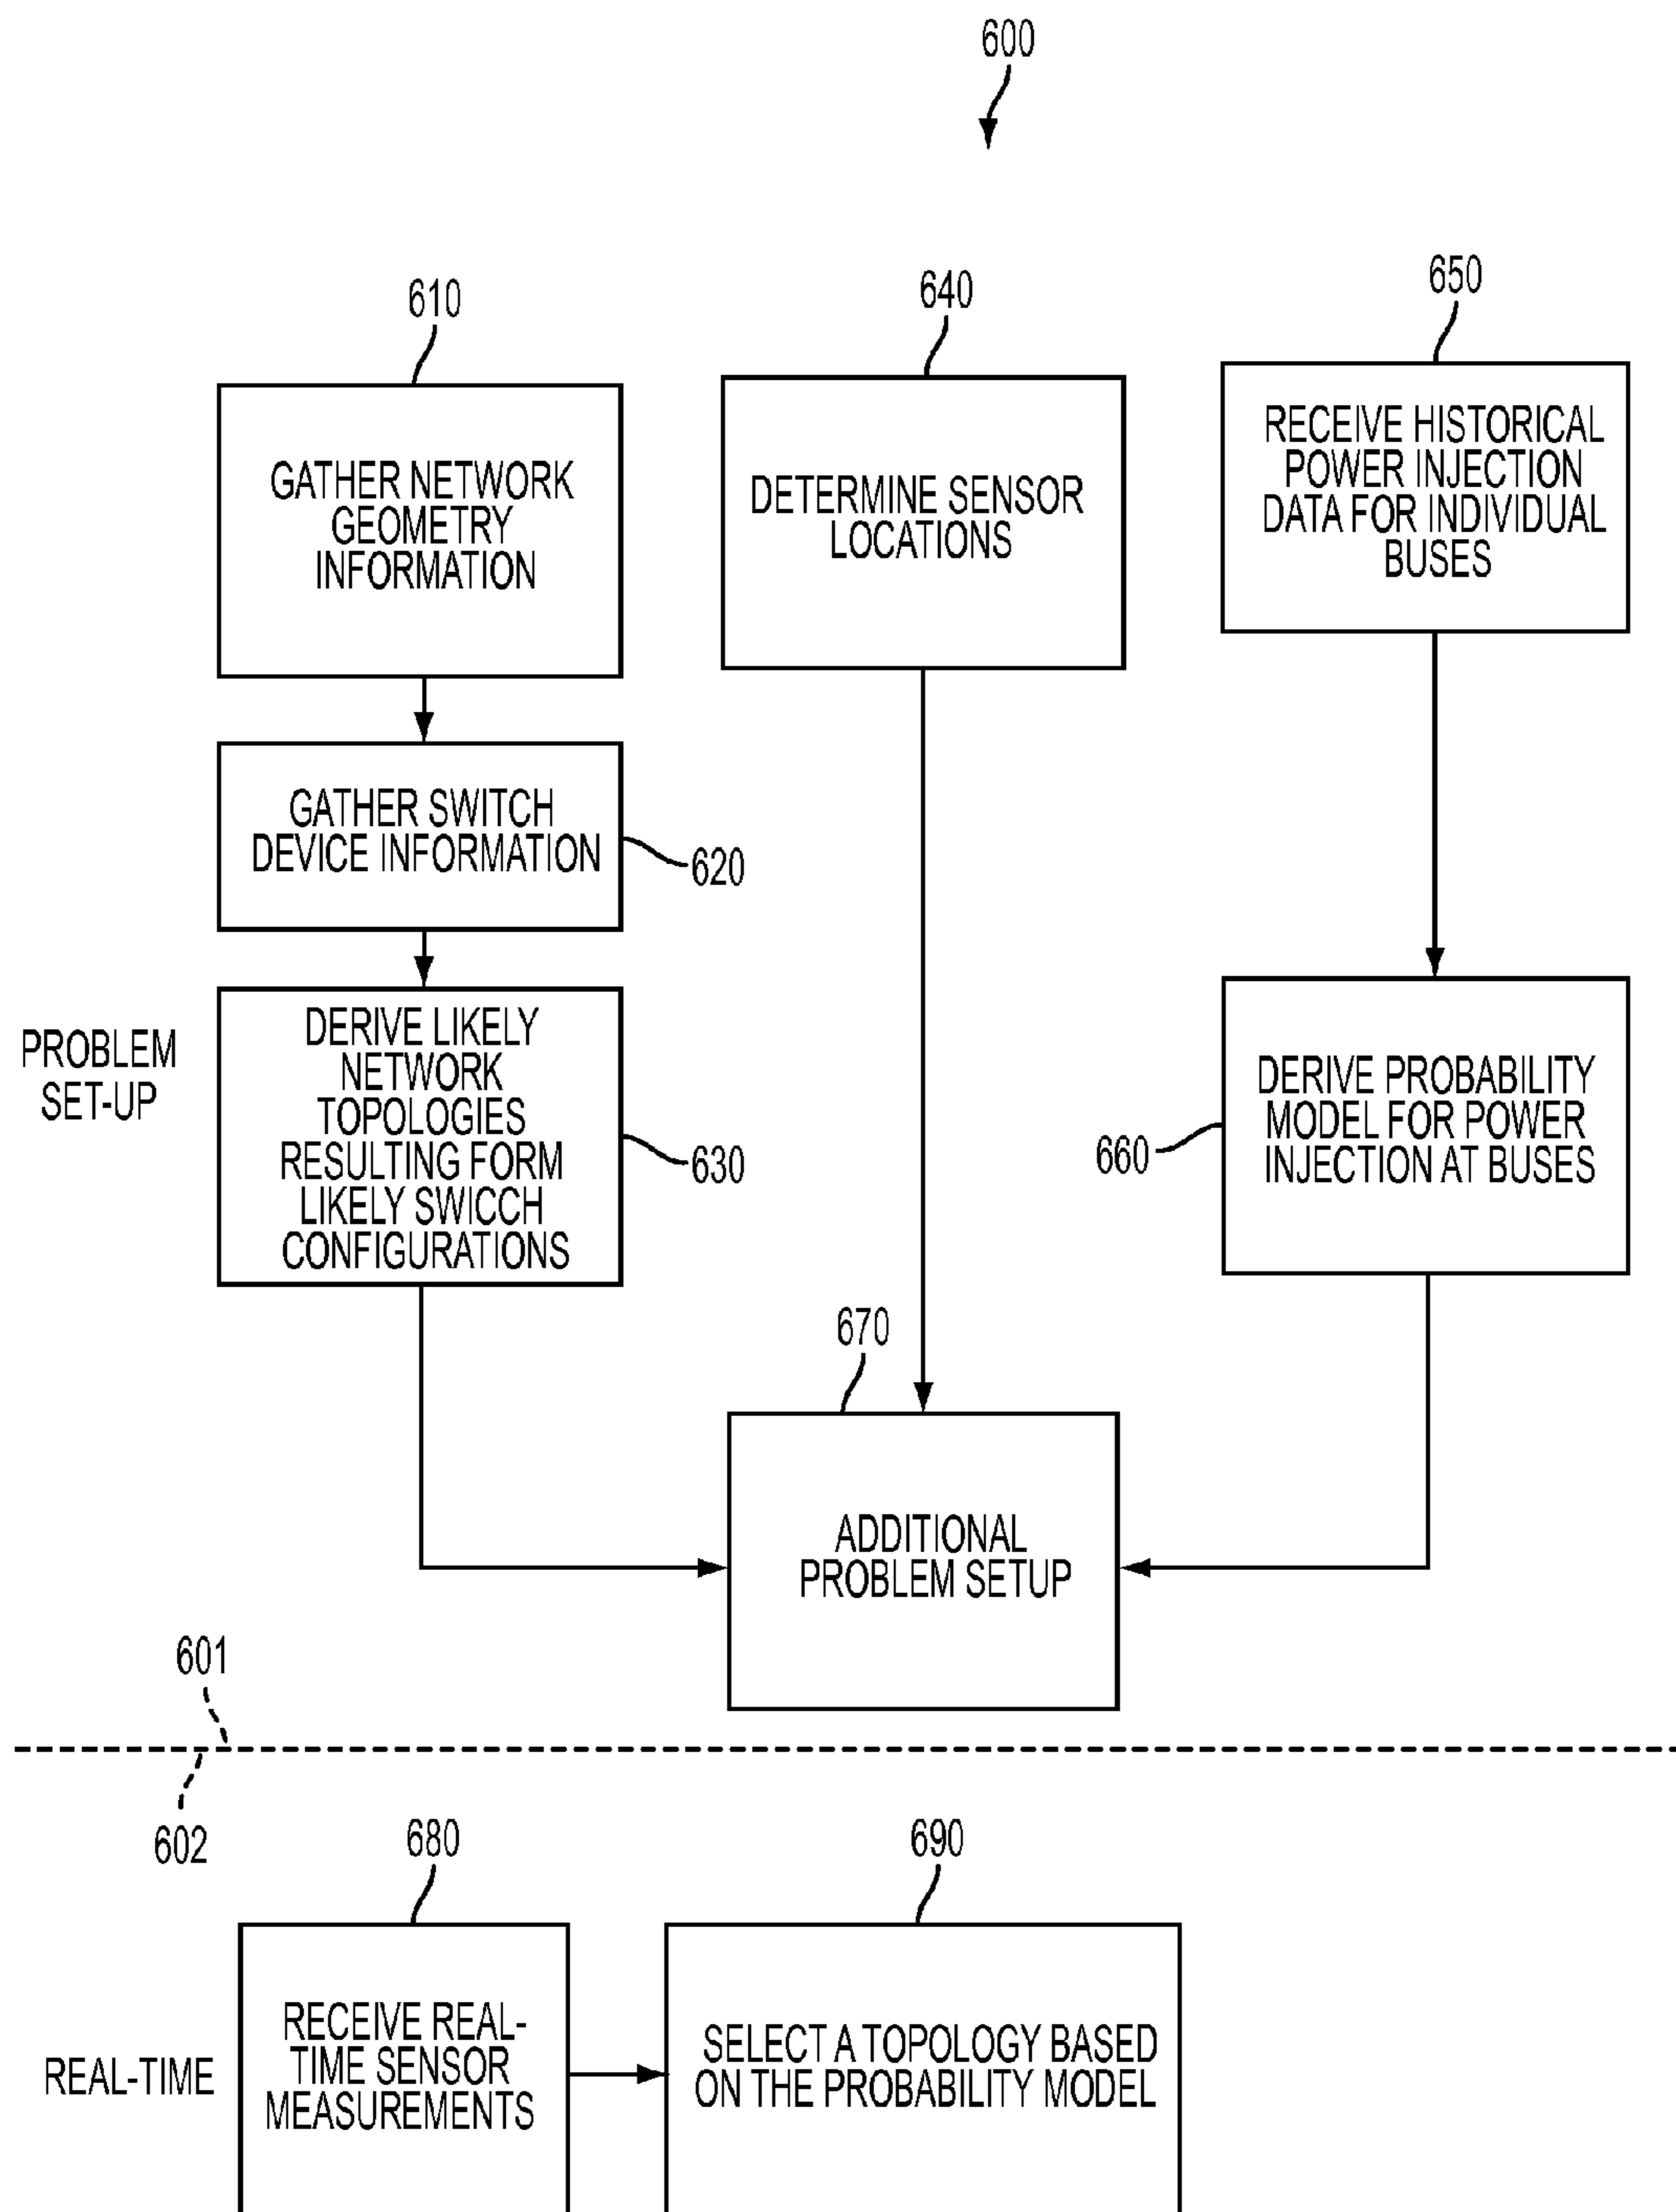 600
610
640
650
GATHER NETWORK
GEOMETRY
INFORMATION
DETERMINE SENSOR
LOCATIONS
RECEIVE HISTORICAL
POWER INJECTION
DATA FOR INDIVIDUAL
BUSES
GATHER SWITCH
DEVICE INFORMATION
620
PROBLEM
SET-UP
DERIVE LIKELY
NETWORK
TOPOLOGIES
RESULTING FORM
LIKELY SWICCH
CONFIGURATIONS
630
660
DERIVE PROBABILITY
MODEL FOR POWER
INJECTION AT BUSES
670
ADDITIONAL
PROBLEM SETUP
601
602
680
690
REAL-TIME
RECEIVE REAL-
TIME SENSOR
MEASUREMENTS
SELECT A TOPOLOGY BASED
ON THE PROBABILITY MODEL